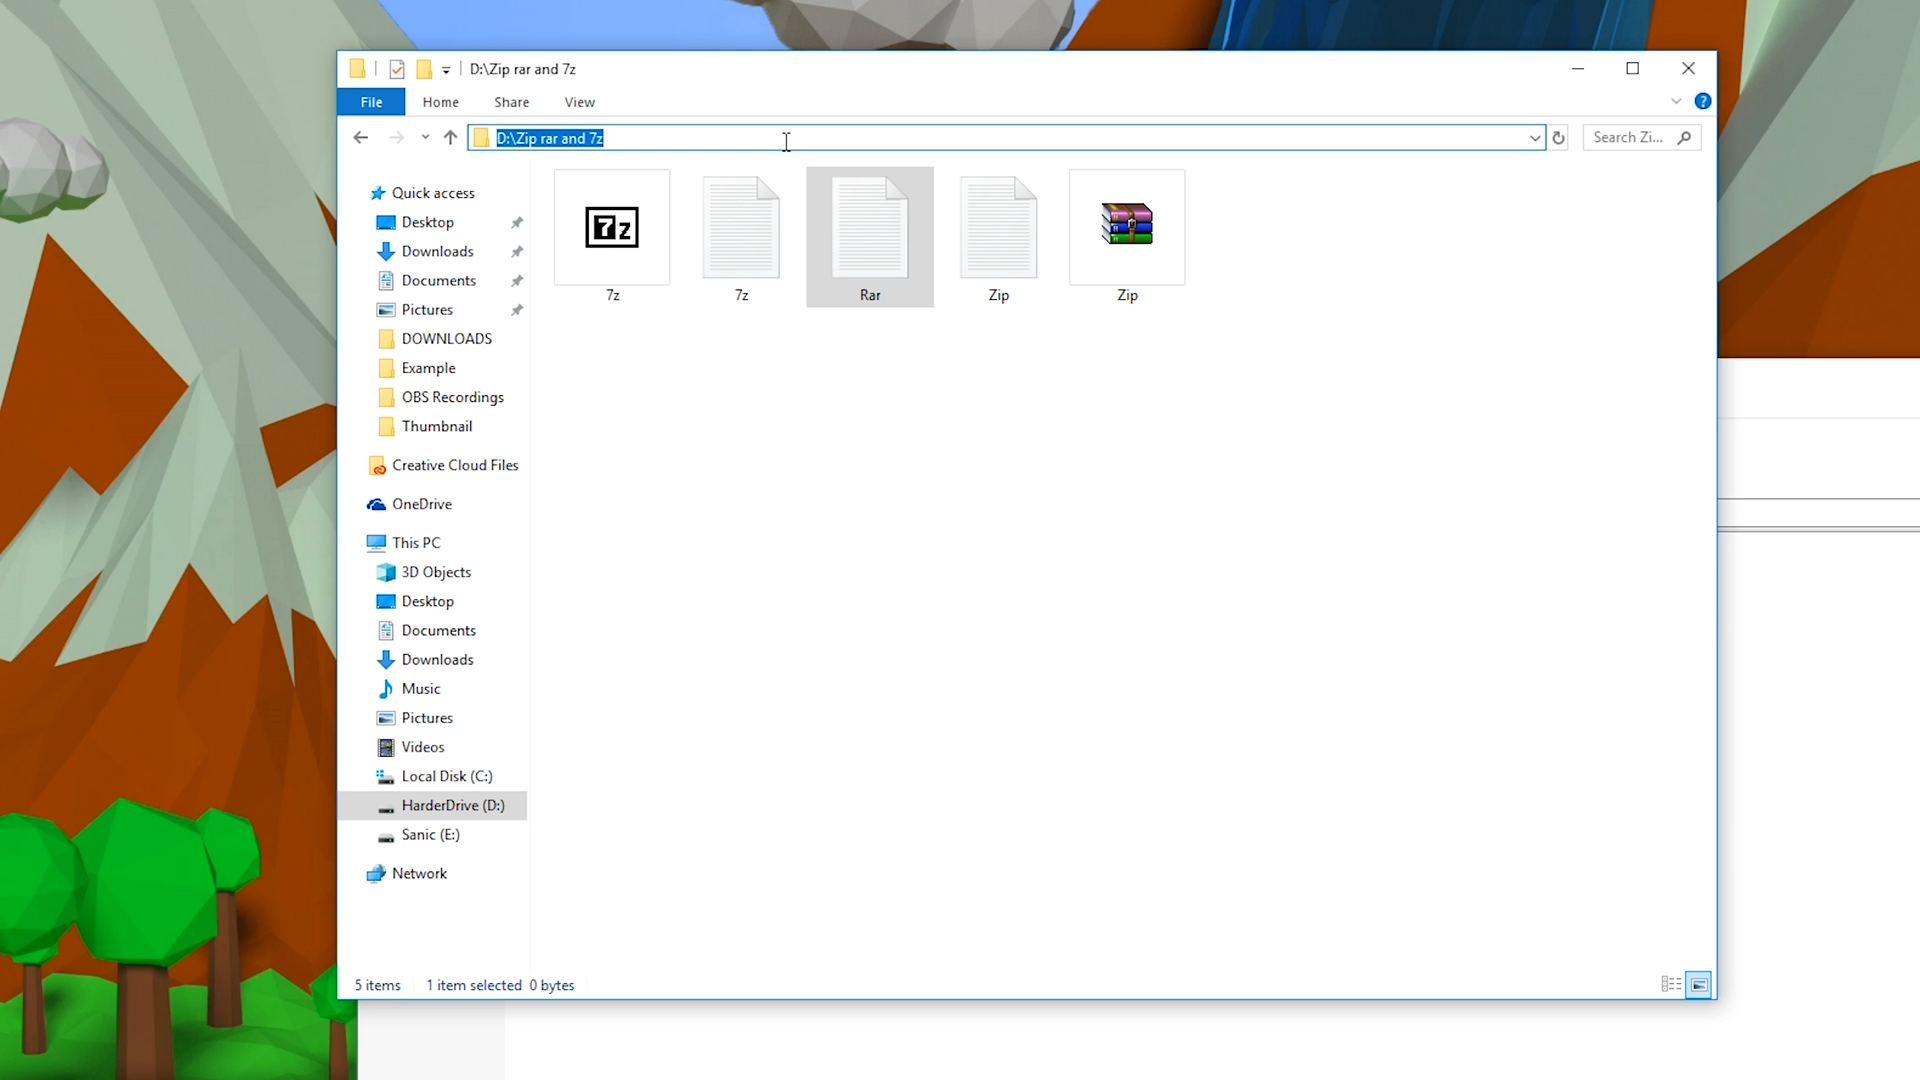 D:\Zip rar and 7z
File Home Share View
D:\Zip rar and 7z
Search Zi...
Quick access
Desktop
Downloads
Documents
Pictures
DOWNLOADS
Example
OBS Recordings
Thumbnail
Creative Cloud Files
OneDrive
This PC
3D Objects
Desktop
Documents
Downloads
Music
Pictures
Videos
Local Disk (C:)
HarderDrive (D:)
Sanic (E:)
Network
7z
7z 7z Rar Zip Zip
5 items 1 item selected 0 bytes